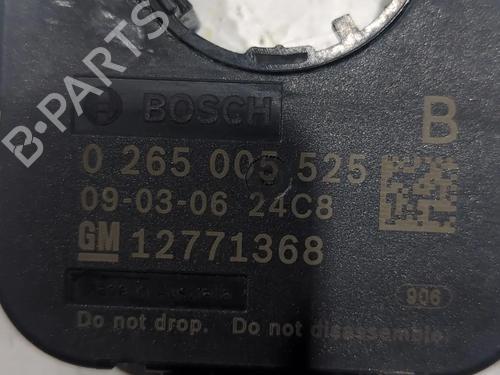 BOSCH
B
0 265 005 525
09-03-06 24C8
GM 12771368
906
Do not drop. Do not disassemble.
B-PARTS